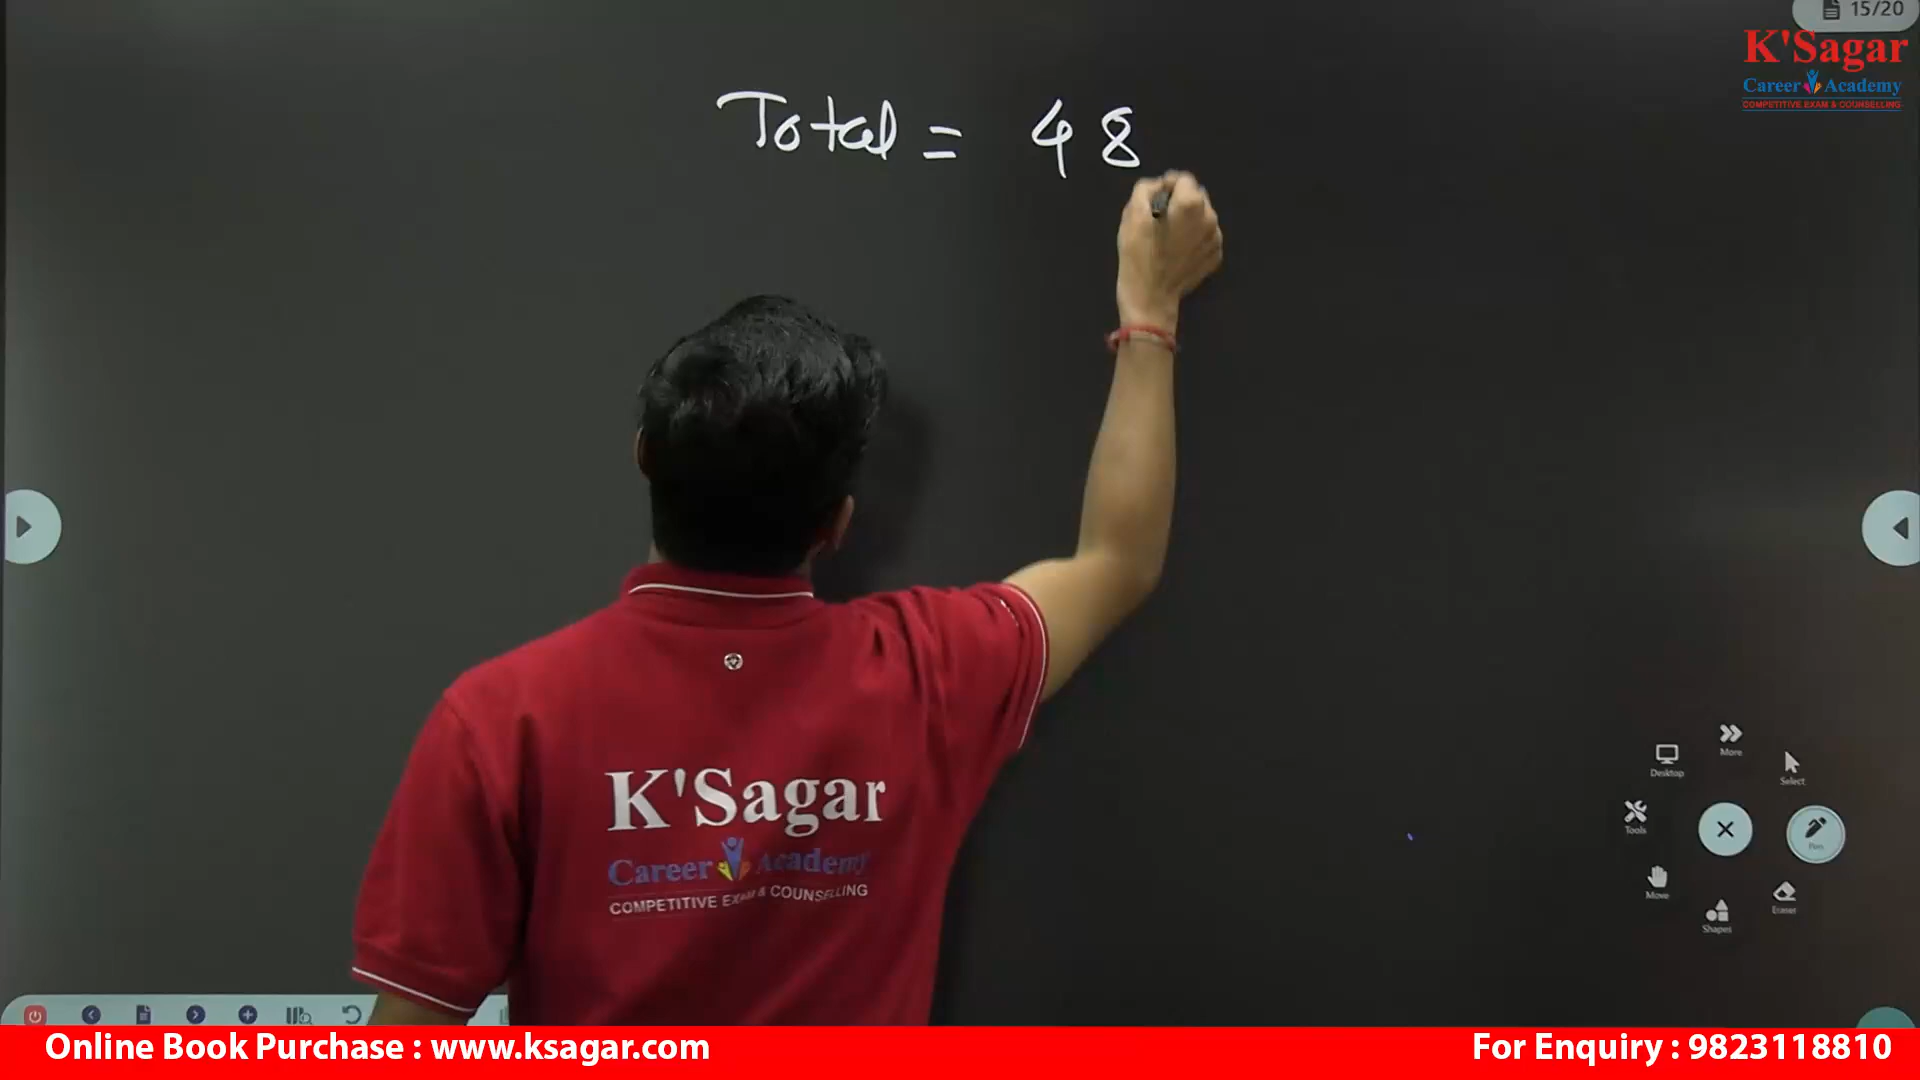 15/20
K'Sagar
Career Academy
COMPETITIVE EXAM & COUNSELLING
Total = 48
More
Desktop
Select
Tools
Pen
Move
Eraser
Shapes
K'Sagar
Career Academy
COMPETITIVE EXAM & COUNSELLING
Online Book Purchase : www.ksagar.com
For Enquiry : 9823118810